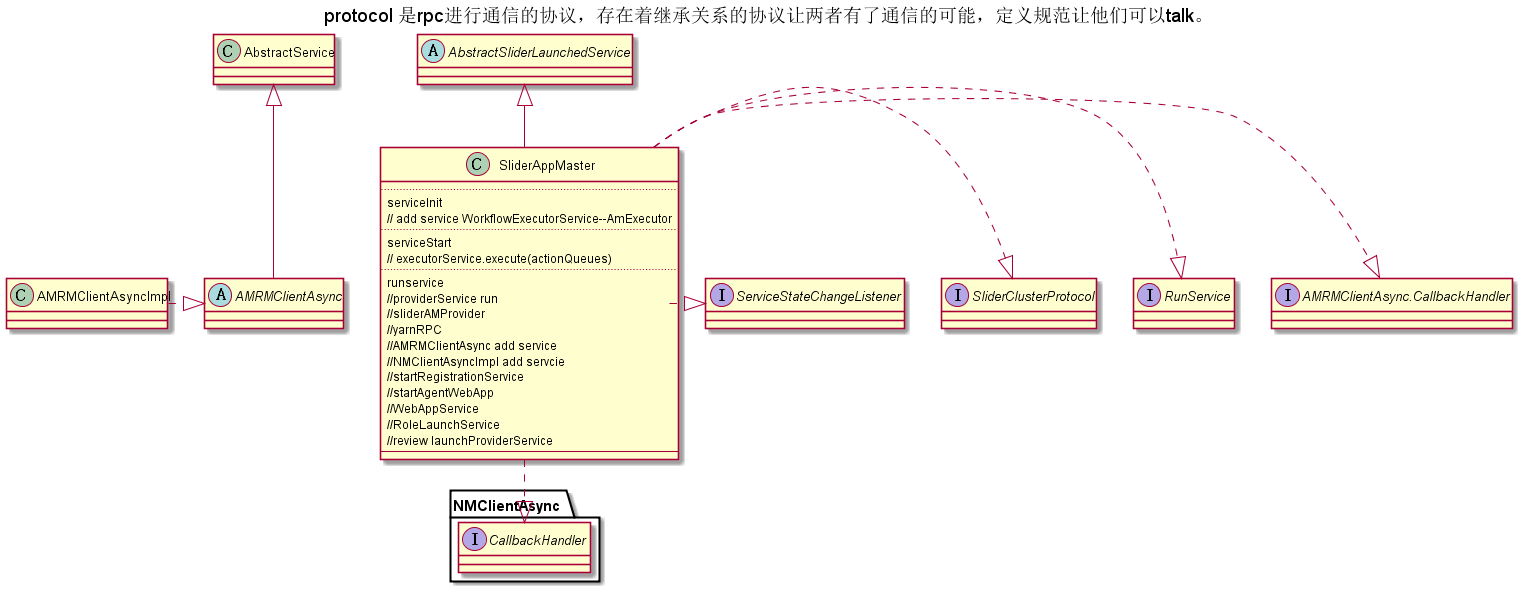 protocol 是rpc进行通信的协议，存在着继承关系的协议让两者有了通信的可能，定义规范让他们可以talk。
C AbstractService
A AbstractSliderLaunchedService
C SliderAppMaster
serviceInit
// add service WorkflowExecutorService--AmExecutor
serviceStart
// executorService.execute(actionQueues)
runservice
//providerService run
//sliderAMProvider
//yarnRPC
//AMRMClientAsync add service
//NMClientAsyncImpl add servcie
//startRegistrationService
//startAgentWebApp
//WebAppService
//RoleLaunchService
//review launchProviderService
C AMRMClientAsyncImpl
A AMRMClientAsync
I ServiceStateChangeListener
I SliderClusterProtocol
I RunService
I AMRMClientAsync.CallbackHandler
NMClientAsync
I CallbackHandler